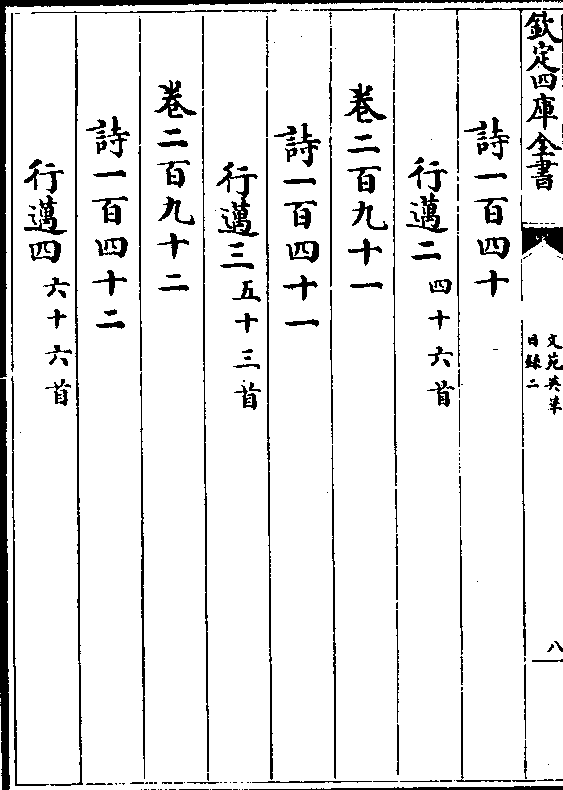 欽定四庫全書
文苑英華
目録二
八
詩一百四十
行邁二四十六首
卷二百九十一
詩一百四十一
行邁三五十三首
卷二百九十二
詩一百四十二
行邁四六十六首